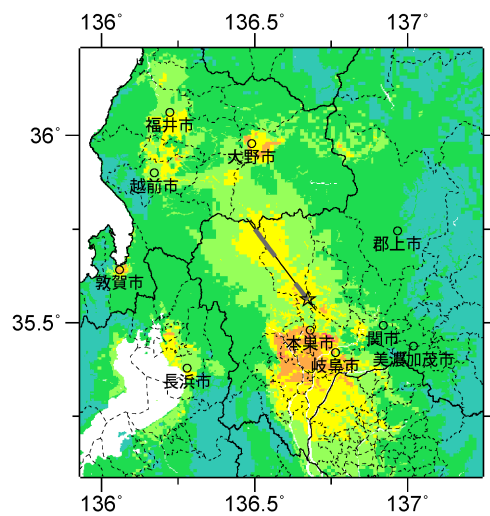 136˚ 136.5˚ 137˚
36˚
35.5˚
福井市
大野市
越前市
郡上市
敦賀市
本巣市
関市
岐阜市
美濃加茂市
長浜市
136˚ 136.5˚ 137˚